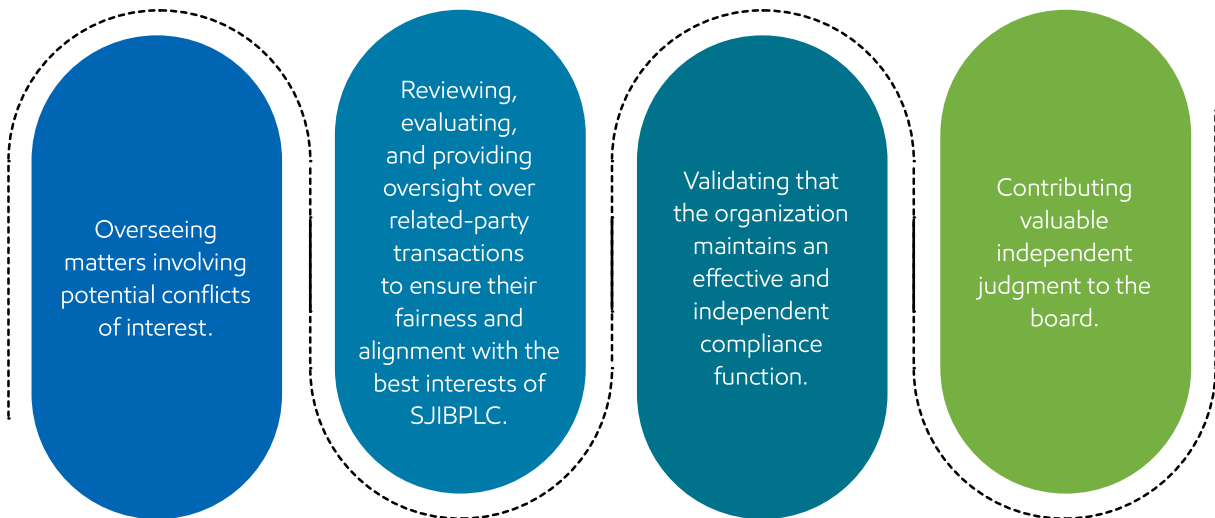 Overseeing
matters involving
potential conflicts
of interest.
Reviewing,
evaluating,
and providing
oversight over
related-party
transactions
to ensure their
fairness and
alignment with the
best interests of
SJIBPLC.
Validating that
the organization
maintains an
effective and
independent
compliance
function.
Contributing
valuable
independent
judgment to the
board.